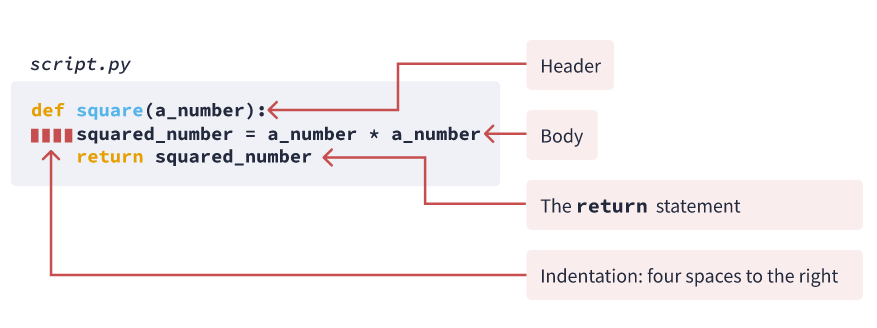 script.py
def square(a_number):
squared_number = a_number * a_number
return squared_number
Header
Body
The return statement
Indentation: four spaces to the right